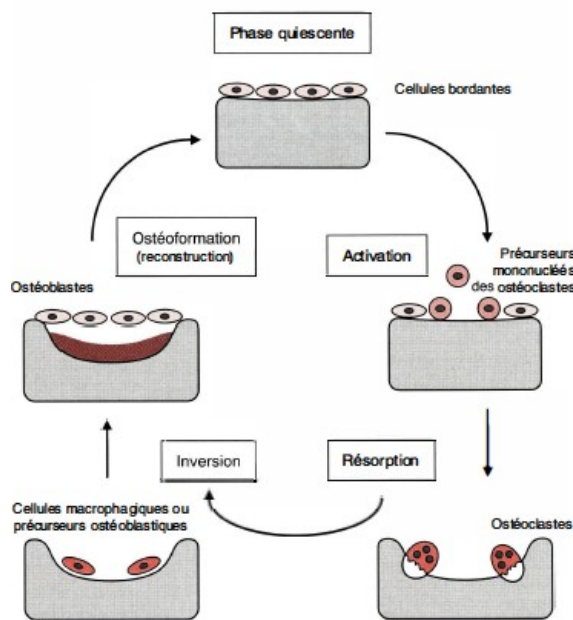 Phase quiescente
Cellules bordantes
Ostéoformation
(reconstruction)
Activation
Précurseurs
mononucléés
des ostéoclastes
Ostéoblastes
Inversion
Résorption
Cellules macrophagiques ou
précurseurs ostéoblastiques
Ostéoclastes